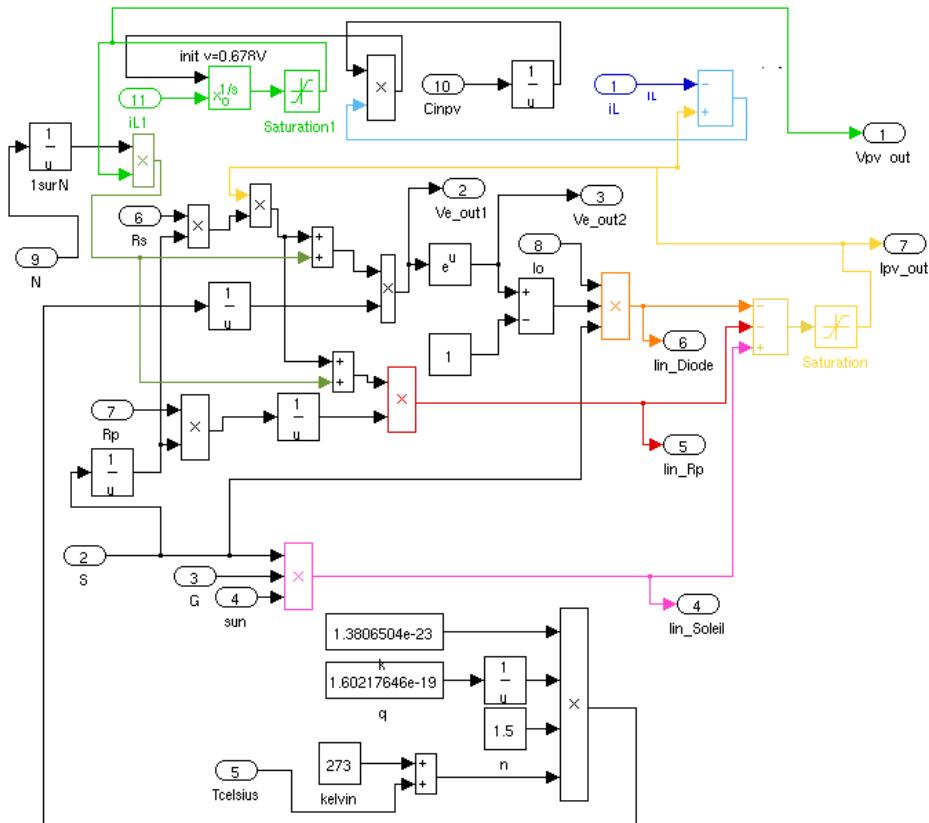 init v=0.678V
1/s
xo
11
iL1
Saturation1
×
10
Cinpv
1
u
1
iL
IL
−
+
1
Vpv_out
1
u
1surN
×
9
N
6
Rs
×
×
+
+
×
2
Ve_out1
3
Ve_out2
e^u
8
Io
+
−
×
1
7
Ipv_out
−
−
+
Saturation
6
Iin_Diode
1
u
+
+
×
7
Rp
×
1
u
1
u
5
Iin_Rp
2
S
3
G
4
sun
×
4
Iin_Soleil
1.3806504e-23
k
1.60217646e-19
q
1
u
×
1.5
n
5
Tcelsius
273
kelvin
+
+